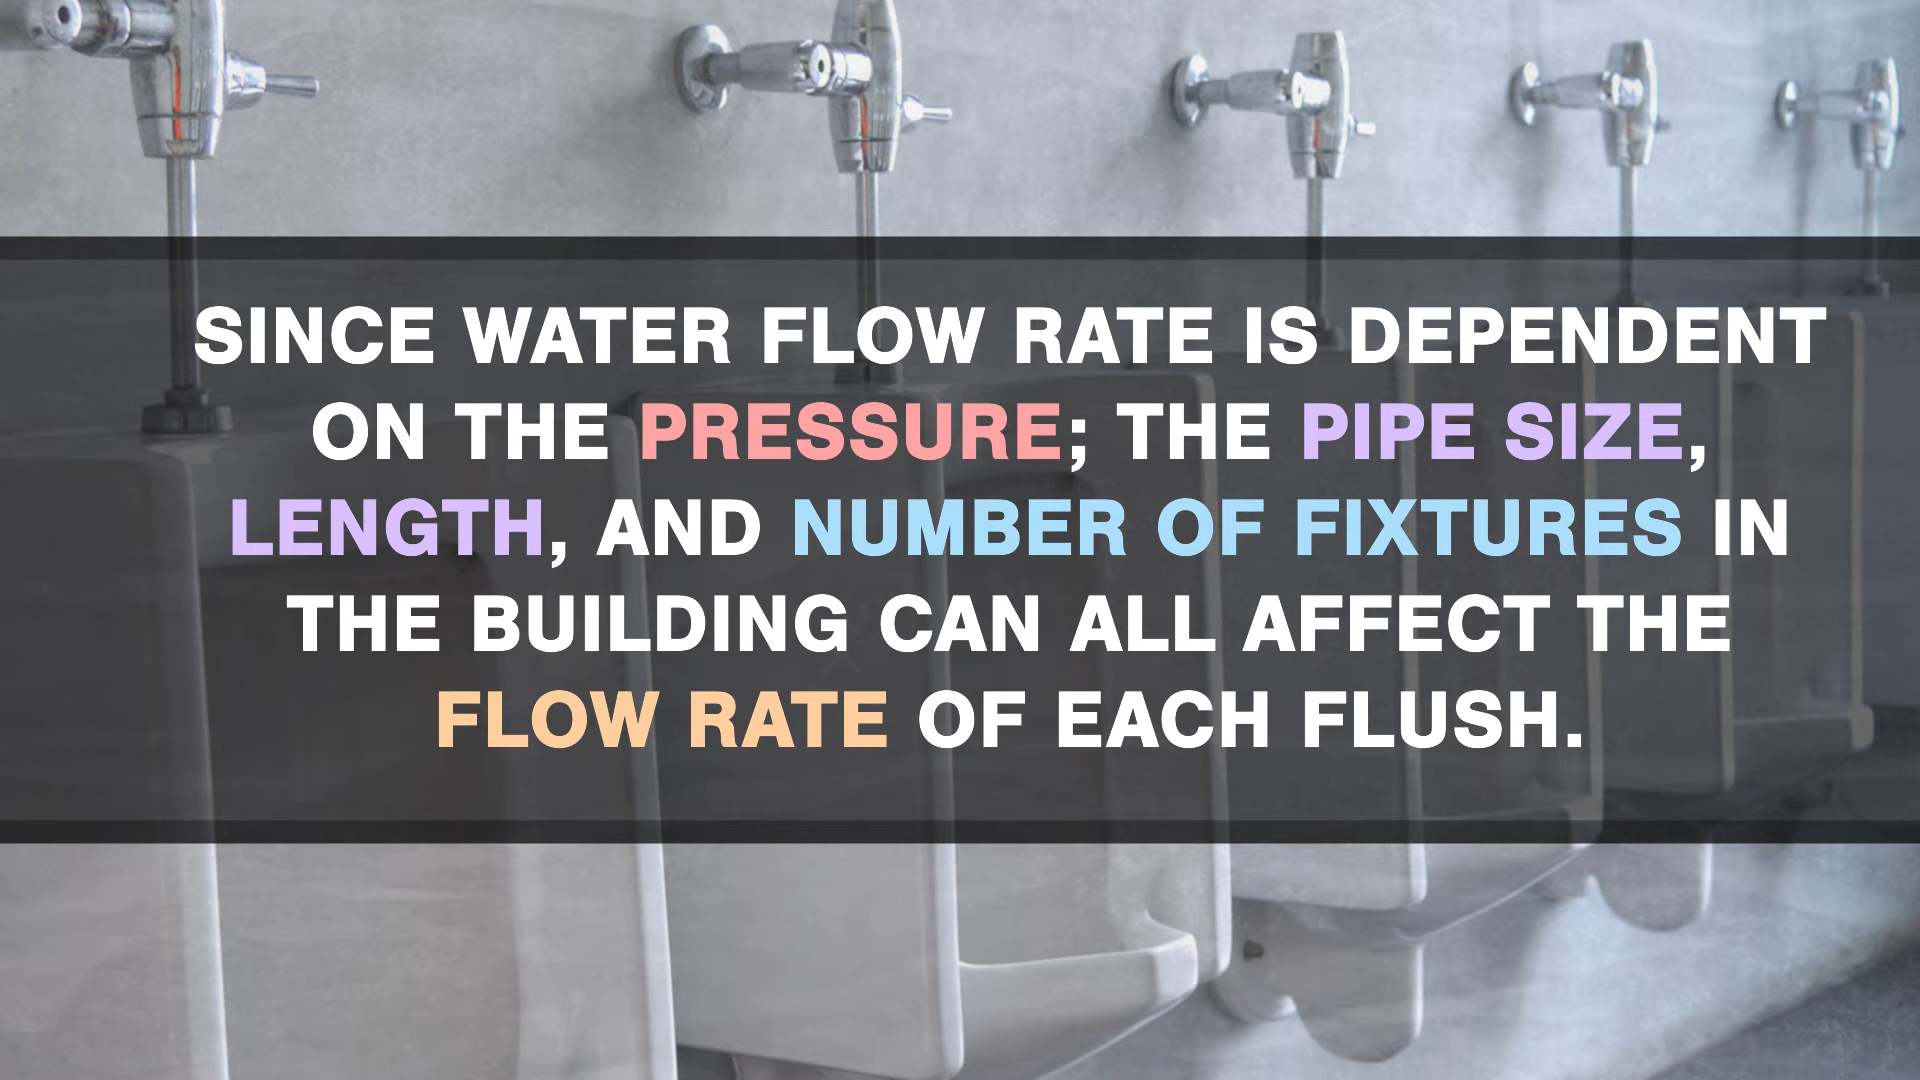 SINCE WATER FLOW RATE IS DEPENDENT
ON THE PRESSURE; THE PIPE SIZE,
LENGTH, AND NUMBER OF FIXTURES IN
THE BUILDING CAN ALL AFFECT THE
FLOW RATE OF EACH FLUSH.